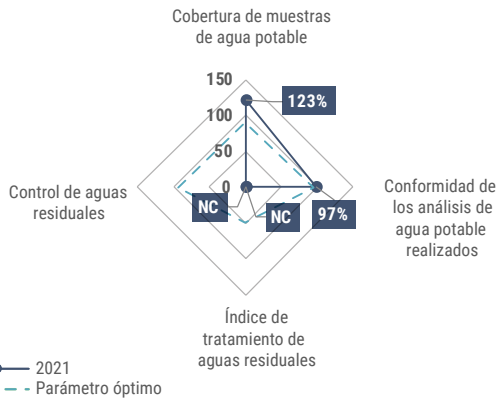 Cobertura de muestras
de agua potable
150
100
50
0
123%
97%
NC
NC
Control de aguas
residuales
Conformidad de
los análisis de
agua potable
realizados
Índice de
tratamiento de
aguas residuales
2021
Parámetro óptimo